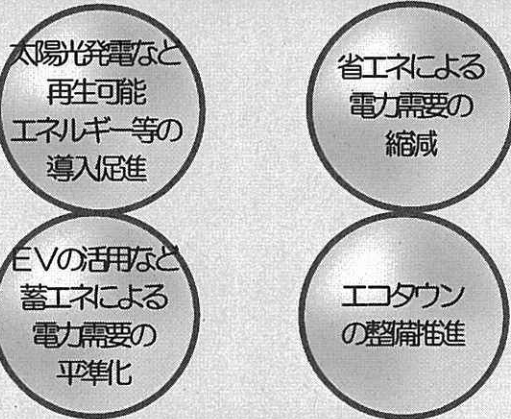 太陽光発電など
再生可能
エネルギー等の
導入促進
省エネによる
電力需要の
縮減
EVの活用など
蓄エネによる
電力需要の
平準化
エコタウン
の整備推進